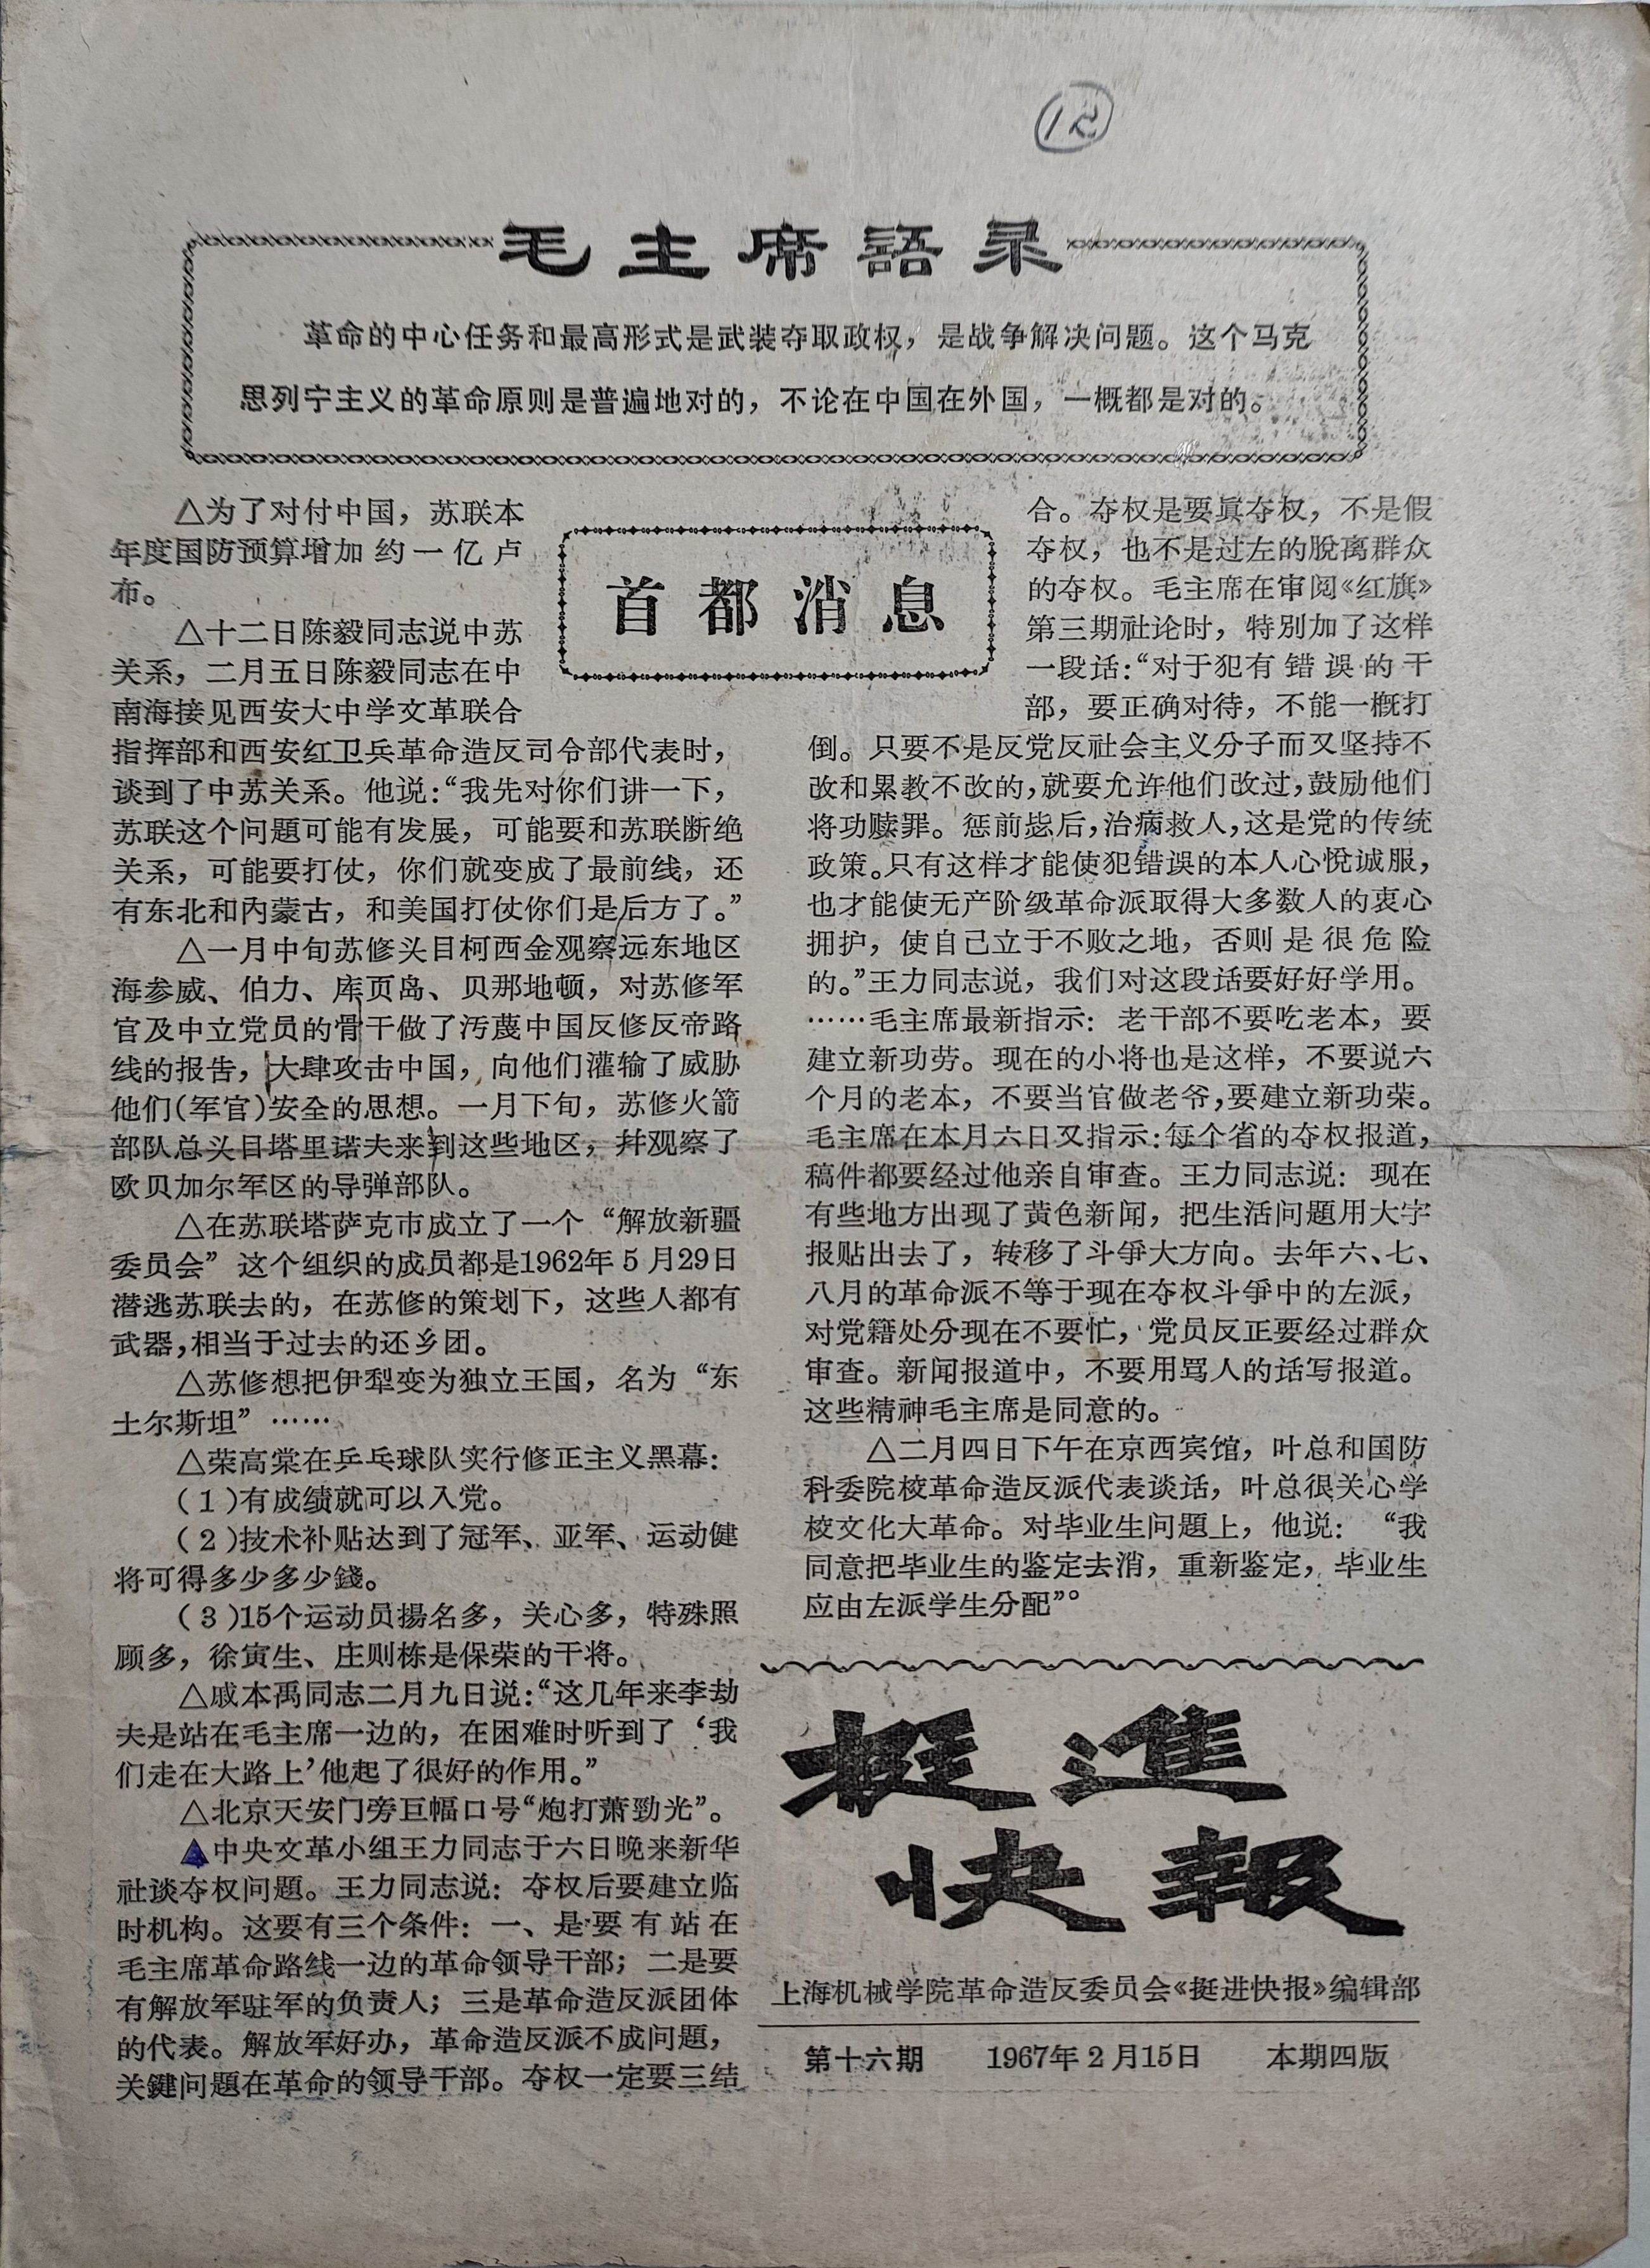 12
毛主席語录
革命的中心任务和最高形式是武装夺取政权，是战争解决问题。这个马克
思列宁主义的革命原则是普遍地对的，不论在中国在外国，一概都是对的。
首都消息
△为了对付中国，苏联本
年度国防预算增加约一亿卢
布。
△十二日陈毅同志说中苏
关系，二月五日陈毅同志在中
南海接见西安大中学文革联合
指挥部和西安红卫兵革命造反司令部代表时，
谈到了中苏关系。他说：“我先对你们讲一下，
苏联这个问题可能有发展，可能要和苏联断绝
关系，可能要打仗，你们就变成了最前线，还
有东北和内蒙古，和美国打仗你们是后方了。”
△一月中旬苏修头目柯西金观察远东地区
海参威、伯力、库页岛、贝那地顿，对苏修军
官及中立党员的骨干做了汚蔑中国反修反帝路
线的报告，大肆攻击中国，向他们灌输了威胁
他们(军官)安全的思想。一月下旬，苏修火箭
部队总头目塔里诺夫来到这些地区，幷观察了
欧贝加尔军区的导弹部队。
△在苏联塔萨克市成立了一个“解放新疆
委员会”这个组织的成员都是1962年5月29日
潜逃苏联去的，在苏修的策划下，这些人都有
武器，相当于过去的还乡团。
△苏修想把伊犁变为独立王国，名为“东
土尔斯坦”……
△荣高棠在乒乓球队实行修正主义黑幕：
（1）有成绩就可以入党。
（2）技术补贴达到了冠军、亚军、运动健
将可得多少多少錢。
（3）15个运动员揚名多，关心多，特殊照
顾多，徐寅生、庄则栋是保荣的干将。
△戚本禹同志二月九日说：“这几年来李劫
夫是站在毛主席一边的，在困难时听到了‘我
们走在大路上’他起了很好的作用。”
△北京天安门旁巨幅口号“炮打萧勁光”。
▲中央文革小组王力同志于六日晚来新华
社谈夺权问题。王力同志说：夺权后要建立临
时机构。这要有三个条件：一、是要有站在
毛主席革命路线一边的革命领导干部；二是要
有解放军驻军的负责人；三是革命造反派团体
的代表。解放军好办，革命造反派不成问題，
关鍵问題在革命的领导干部。夺权一定要三结
合。夺权是要眞夺权，不是假
夺权，也不是过左的脫离群众
的夺权。毛主席在审阅《红旗》
第三期社论时，特别加了这样
一段话：“对于犯有错误的干
部，要正确对待，不能一概打
倒。只要不是反党反社会主义分子而又坚持不
改和累教不改的，就要允许他们改过，鼓励他们
将功赎罪。惩前毖后，治病救人，这是党的传统
政策。只有这样才能使犯错误的本人心悦诚服，
也才能使无产阶级革命派取得大多数人的衷心
拥护，使自己立于不败之地，否则是很危险
的。”王力同志说，我们对这段话要好好学用。
……毛主席最新指示：老干部不要吃老本，要
建立新功劳。现在的小将也是这样，不要说六
个月的老本，不要当官做老爷，要建立新功荣。
毛主席在本月六日又指示：每个省的夺权报道，
稿件都要经过他亲自审查。王力同志说：现在
有些地方出现了黄色新闻，把生活问題用大字
报贴出去了，转移了斗爭大方向。去年六、七、
八月的革命派不等于现在夺权斗爭中的左派，
对党籍处分现在不要忙，党员反正要经过群众
审查。新闻报道中，不要用骂人的话写报道。
这些精神毛主席是同意的。
△二月四日下午在京西宾馆，叶总和国防
科委院校革命造反派代表谈话，叶总很关心学
校文化大革命。对毕业生问題上，他说：“我
同意把毕业生的鉴定去消，重新鉴定，毕业生
应由左派学生分配”。
挺進
快報
上海机械学院革命造反委员会《挺进快报》编辑部
第十六期 1967年2月15日 本期四版